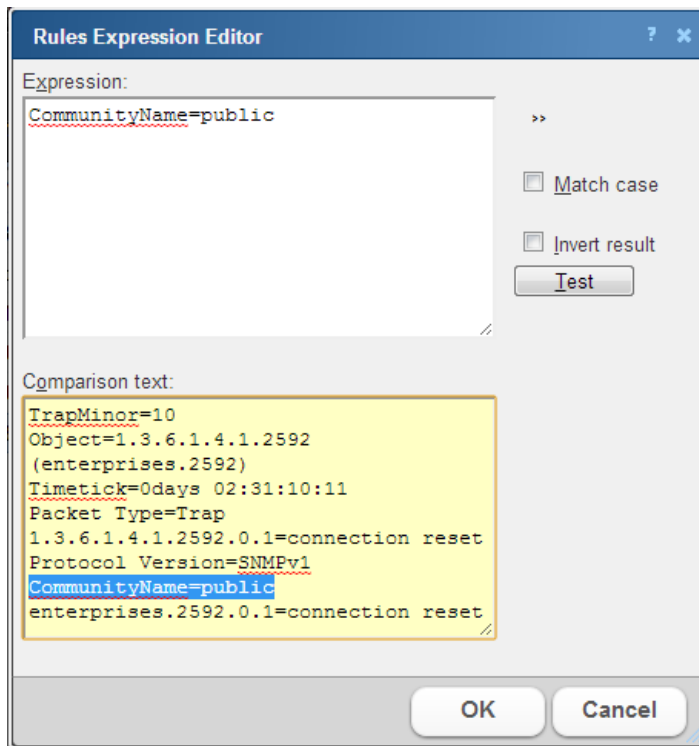 Rules Expression Editor ? ×
Expression:
CommunityName=public
>>
Match case
Invert result
Test
Comparison text:
TrapMinor=10
Object=1.3.6.1.4.1.2592
(enterprises.2592)
Timetick=0days 02:31:10:11
Packet Type=Trap
1.3.6.1.4.1.2592.0.1=connection reset
Protocol Version=SNMPv1
CommunityName=public
enterprises.2592.0.1=connection reset
OK Cancel